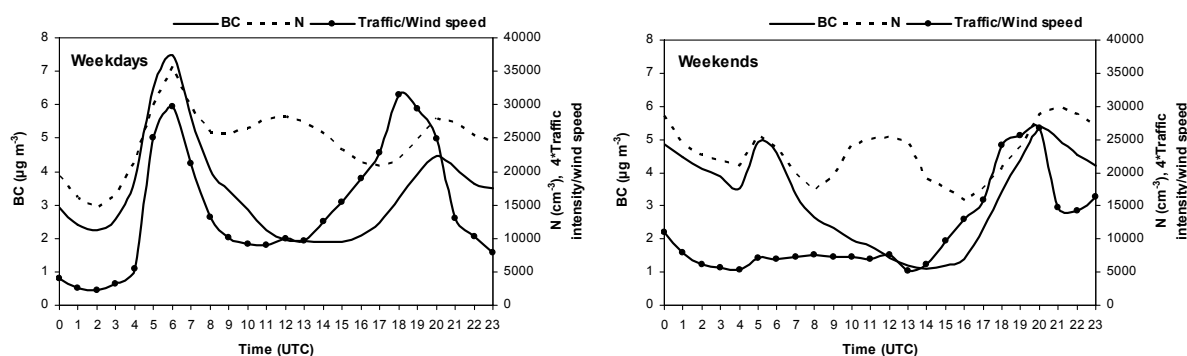 BC N Traffic/Wind speed
Weekdays
BC (µg m-3)
8
7
6
5
4
3
2
1
0
40000
35000
30000
25000
20000
15000
10000
5000
0
N (cm-3), 4*Traffic
intensity/wind speed
0 1 2 3 4 5 6 7 8 9 10 11 12 13 14 15 16 17 18 19 20 21 22 23
Time (UTC)
BC N Traffic/Wind speed
Weekends
BC (µg m-3)
8
7
6
5
4
3
2
1
0
40000
35000
30000
25000
20000
15000
10000
5000
0
N (cm-3), 4*Traffic
intensity/wind speed
0 1 2 3 4 5 6 7 8 9 10 11 12 13 14 15 16 17 18 19 20 21 22 23
Time (UTC)